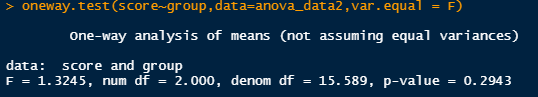 > oneway.test(score~group,data=anova_data2,var.equal = F)
One-way analysis of means (not assuming equal variances)
data:  score and group
F = 1.3245, num df = 2.000, denom df = 15.589, p-value = 0.2943